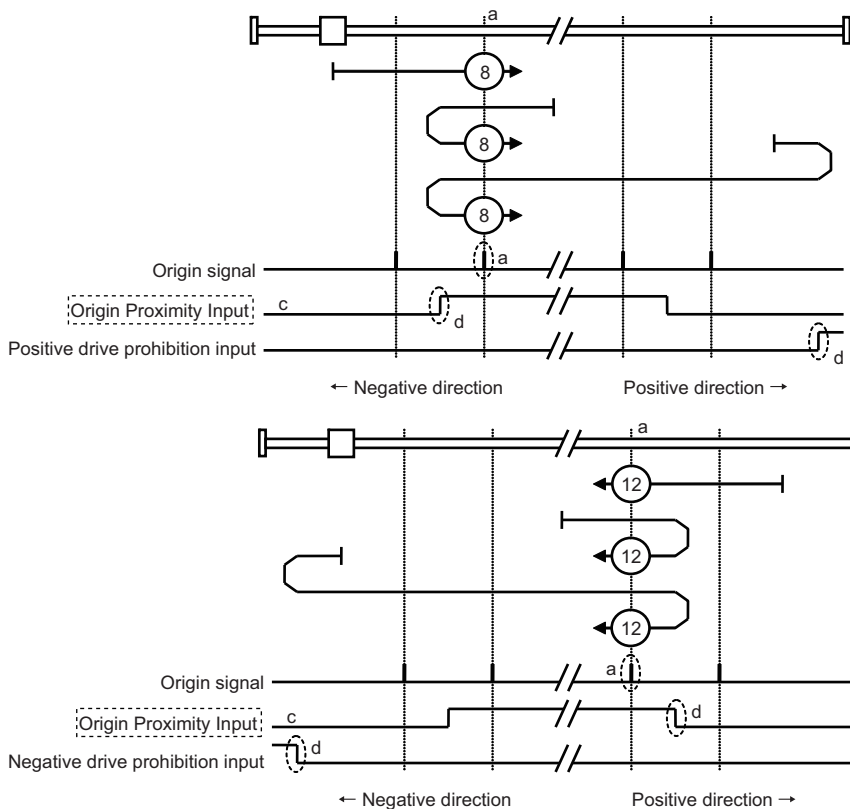 a
8
8
8
Origin signal
a
Origin Proximity Input
c
d
Positive drive prohibition input
d
← Negative direction
Positive direction →
a
12
12
12
Origin signal
a
Origin Proximity Input
c
d
Negative drive prohibition input
d
← Negative direction
Positive direction →